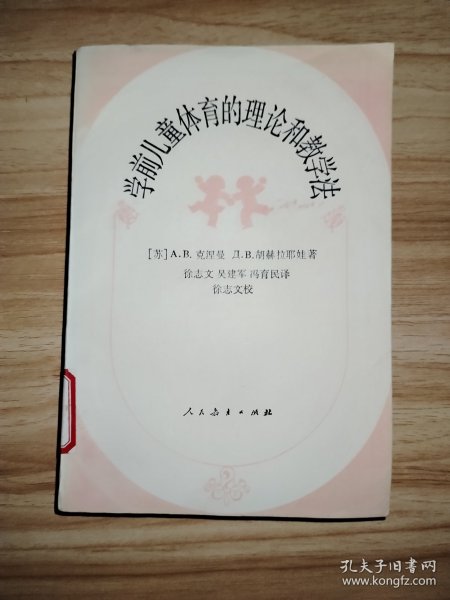 学前儿童体育的理论和教学法
[苏]A.B.克涅曼 Д.B.胡赫拉耶娃著
徐志文 吴建军 冯育民译
徐志文校
人民教育出版社
孔夫子旧书网
www.kongfz.com